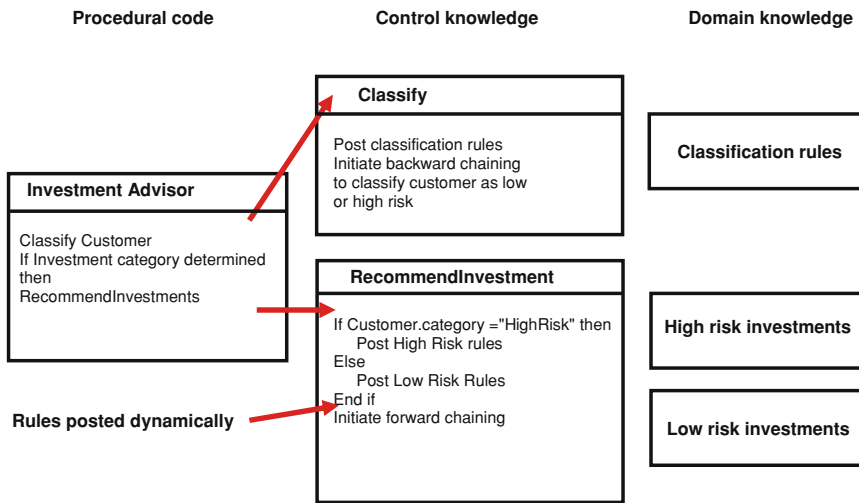 Procedural code
Control knowledge
Domain knowledge
Investment Advisor
Classify Customer
If Investment category determined
then
RecommendInvestments
Rules posted dynamically
Classify
Post classification rules
Initiate backward chaining
to classify customer as low
or high risk
RecommendInvestment
If Customer.category ="HighRisk" then
Post High Risk rules
Else
Post Low Risk Rules
End if
Initiate forward chaining
Classification rules
High risk investments
Low risk investments